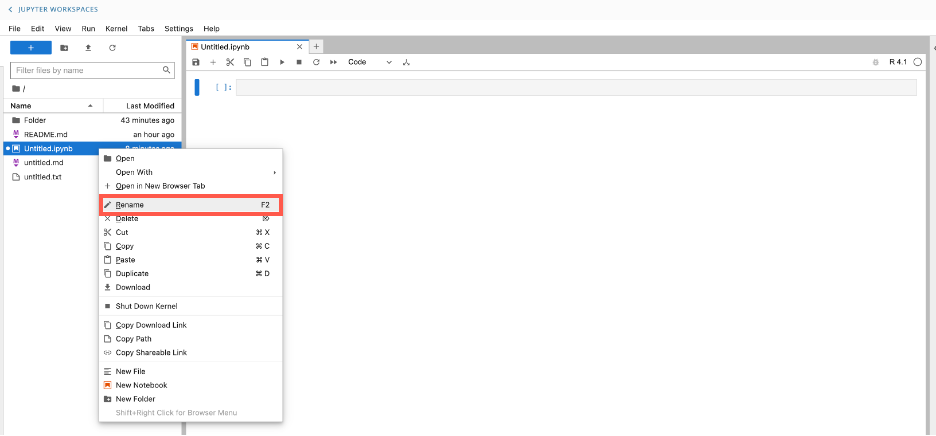 JUPYTER WORKSPACES
File Edit View Run Kernel Tabs Settings Help
+
Untitled.ipynb × +
Filter files by name
Code R 4.1
/
[ ]:
Name Last Modified
Folder 43 minutes ago
README.md an hour ago
Untitled.ipynb 8 minutes ago
untitled.md
untitled.txt
Open
Open With
Open in New Browser Tab
Rename F2
Delete ⌦
Cut ⌘ X
Copy ⌘ C
Paste ⌘ V
Duplicate ⌘ D
Download
Shut Down Kernel
Copy Download Link
Copy Path
Copy Shareable Link
New File
New Notebook
New Folder
Shift+Right Click for Browser Menu